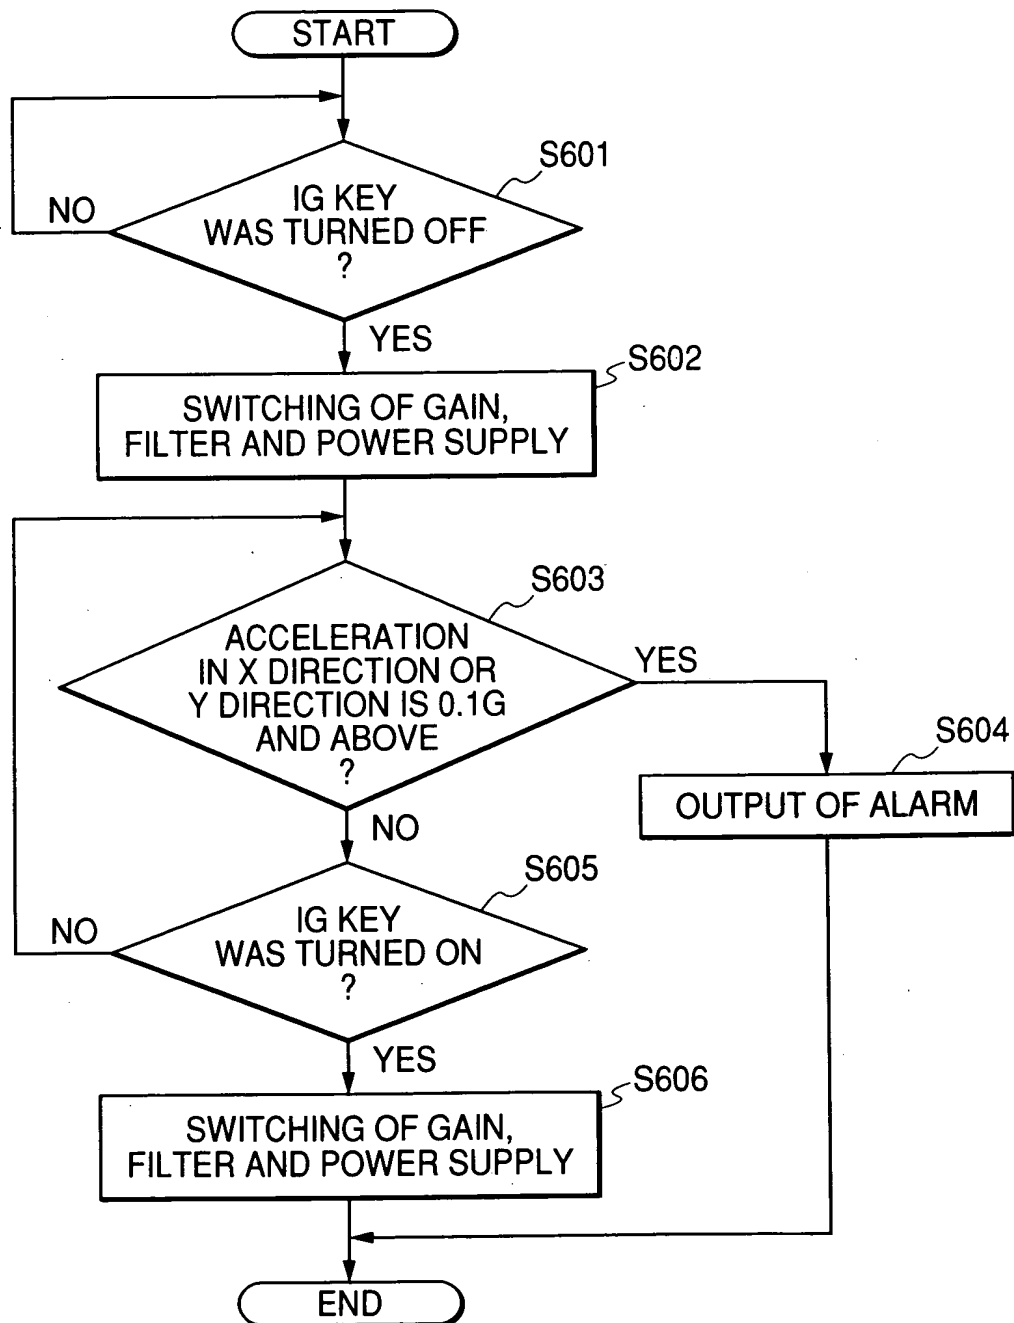 START
S601
IG KEY
WAS TURNED OFF
?
NO
YES
S602
SWITCHING OF GAIN,
FILTER AND POWER SUPPLY
S603
ACCELERATION
IN X DIRECTION OR
Y DIRECTION IS 0.1G
AND ABOVE
?
YES
S604
OUTPUT OF ALARM
NO
S605
IG KEY
WAS TURNED ON
?
NO
YES
S606
SWITCHING OF GAIN,
FILTER AND POWER SUPPLY
END